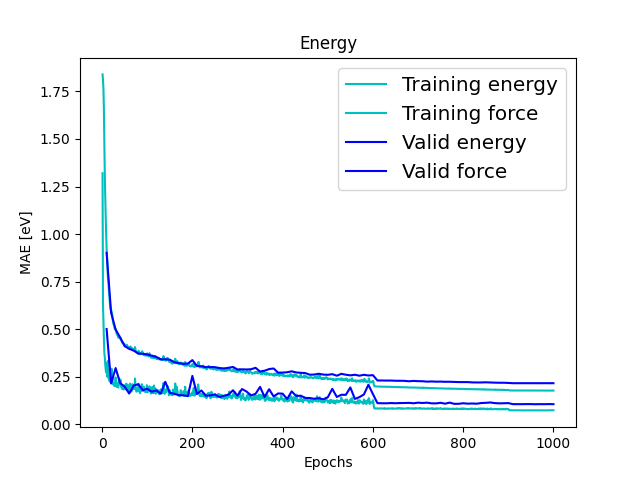 Energy
Training energy
Training force
Valid energy
Valid force
MAE [eV]
1.75
1.50
1.25
1.00
0.75
0.50
0.25
0.00
0 200 400 600 800 1000
Epochs